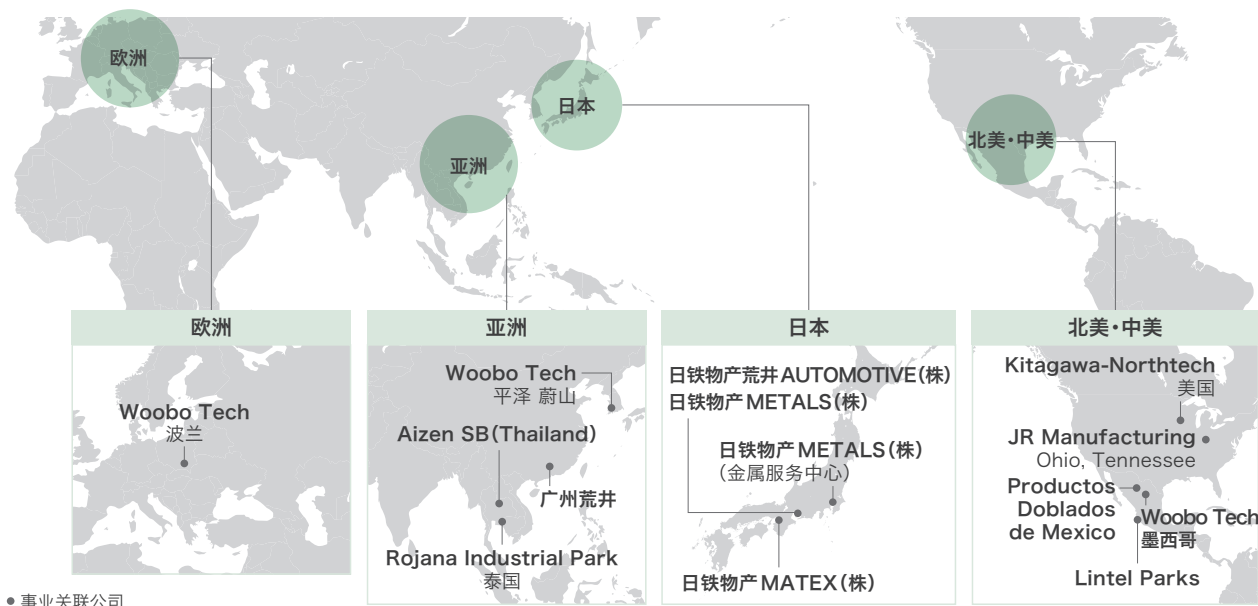 欧洲
日本
亚洲
北美・中美
欧洲
Woobo Tech
波兰
亚洲
Woobo Tech
平泽 蔚山
Aizen SB(Thailand)
广州荒井
Rojana Industrial Park
泰国
日本
日铁物产荒井AUTOMOTIVE(株)
日铁物产METALS(株)
日铁物产METALS(株)
(金属服务中心)
日铁物产MATEX(株)
北美・中美
Kitagawa-Northtech
美国
JR Manufacturing
Ohio, Tennessee
Productos
Doblados
de Mexico
Woobo Tech
墨西哥
Lintel Parks
● 事业关联公司